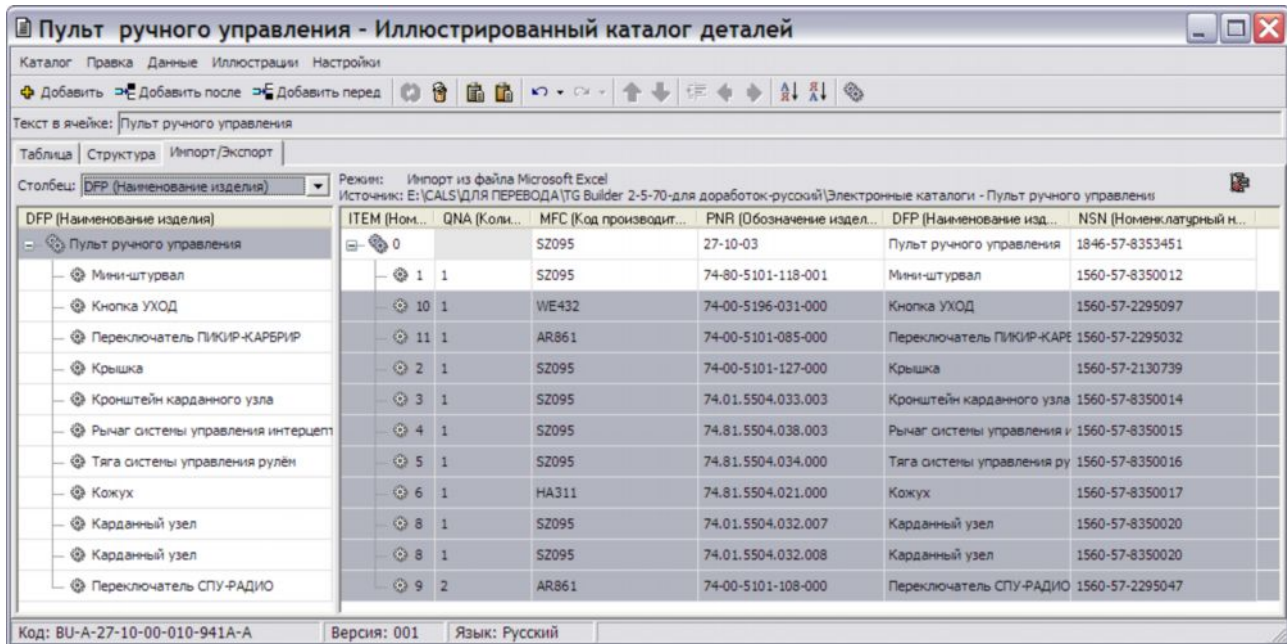 Пульт ручного управления - Иллюстрированный каталог деталей
Каталог Правка Данные Иллюстрации Настройки
Добавить Добавить после Добавить перед
Текст в ячейке: Пульт ручного управления
Таблица Структура Импорт/Экспорт
Столбец: DFP (Наименование изделия)
Режим: Импорт из файла Microsoft Excel
Источник: E:\CALS\ДЛЯ ПЕРЕВОДА\TG Builder 2-5-70-для доработок-русский\Электронные каталоги - Пульт ручного управлени
DFP (Наименование изделия) ITEM (Ном... QNA (Коли... MFC (Код производит... PNR (Обозначение издел... DFP (Наименование изд... NSN (Номенклатурный н...
Пульт ручного управления 0 SZ095 27-10-03 Пульт ручного управления 1846-57-8353451
Мини-штурвал 1 1 SZ095 74-80-5101-118-001 Мини-штурвал 1560-57-8350012
Кнопка УХОД 10 1 WE432 74-00-5196-031-000 Кнопка УХОД 1560-57-2295097
Переключатель ПИКИР-КАРБРИР 11 1 AR861 74-00-5101-085-000 Переключатель ПИКИР-КАРБ 1560-57-2295032
Крышка 2 1 SZ095 74-00-5101-127-000 Крышка 1560-57-2130739
Кронштейн карданного узла 3 1 SZ095 74.01.5504.033.003 Кронштейн карданного узла 1560-57-8350014
Рычаг системы управления интерцепт 4 1 SZ095 74.81.5504.038.003 Рычаг системы управления и 1560-57-8350015
Тяга системы управления рулём 5 1 SZ095 74.81.5504.034.000 Тяга системы управления ру 1560-57-8350016
Кожух 6 1 HA311 74.81.5504.021.000 Кожух 1560-57-8350017
Карданный узел 8 1 SZ095 74.01.5504.032.007 Карданный узел 1560-57-8350020
Карданный узел 8 1 SZ095 74.01.5504.032.008 Карданный узел 1560-57-8350020
Переключатель СПУ-РАДИО 9 2 AR861 74-00-5101-108-000 Переключатель СПУ-РАДИО 1560-57-2295047
Код: BU-A-27-10-00-010-941A-A Версия: 001 Язык: Русский